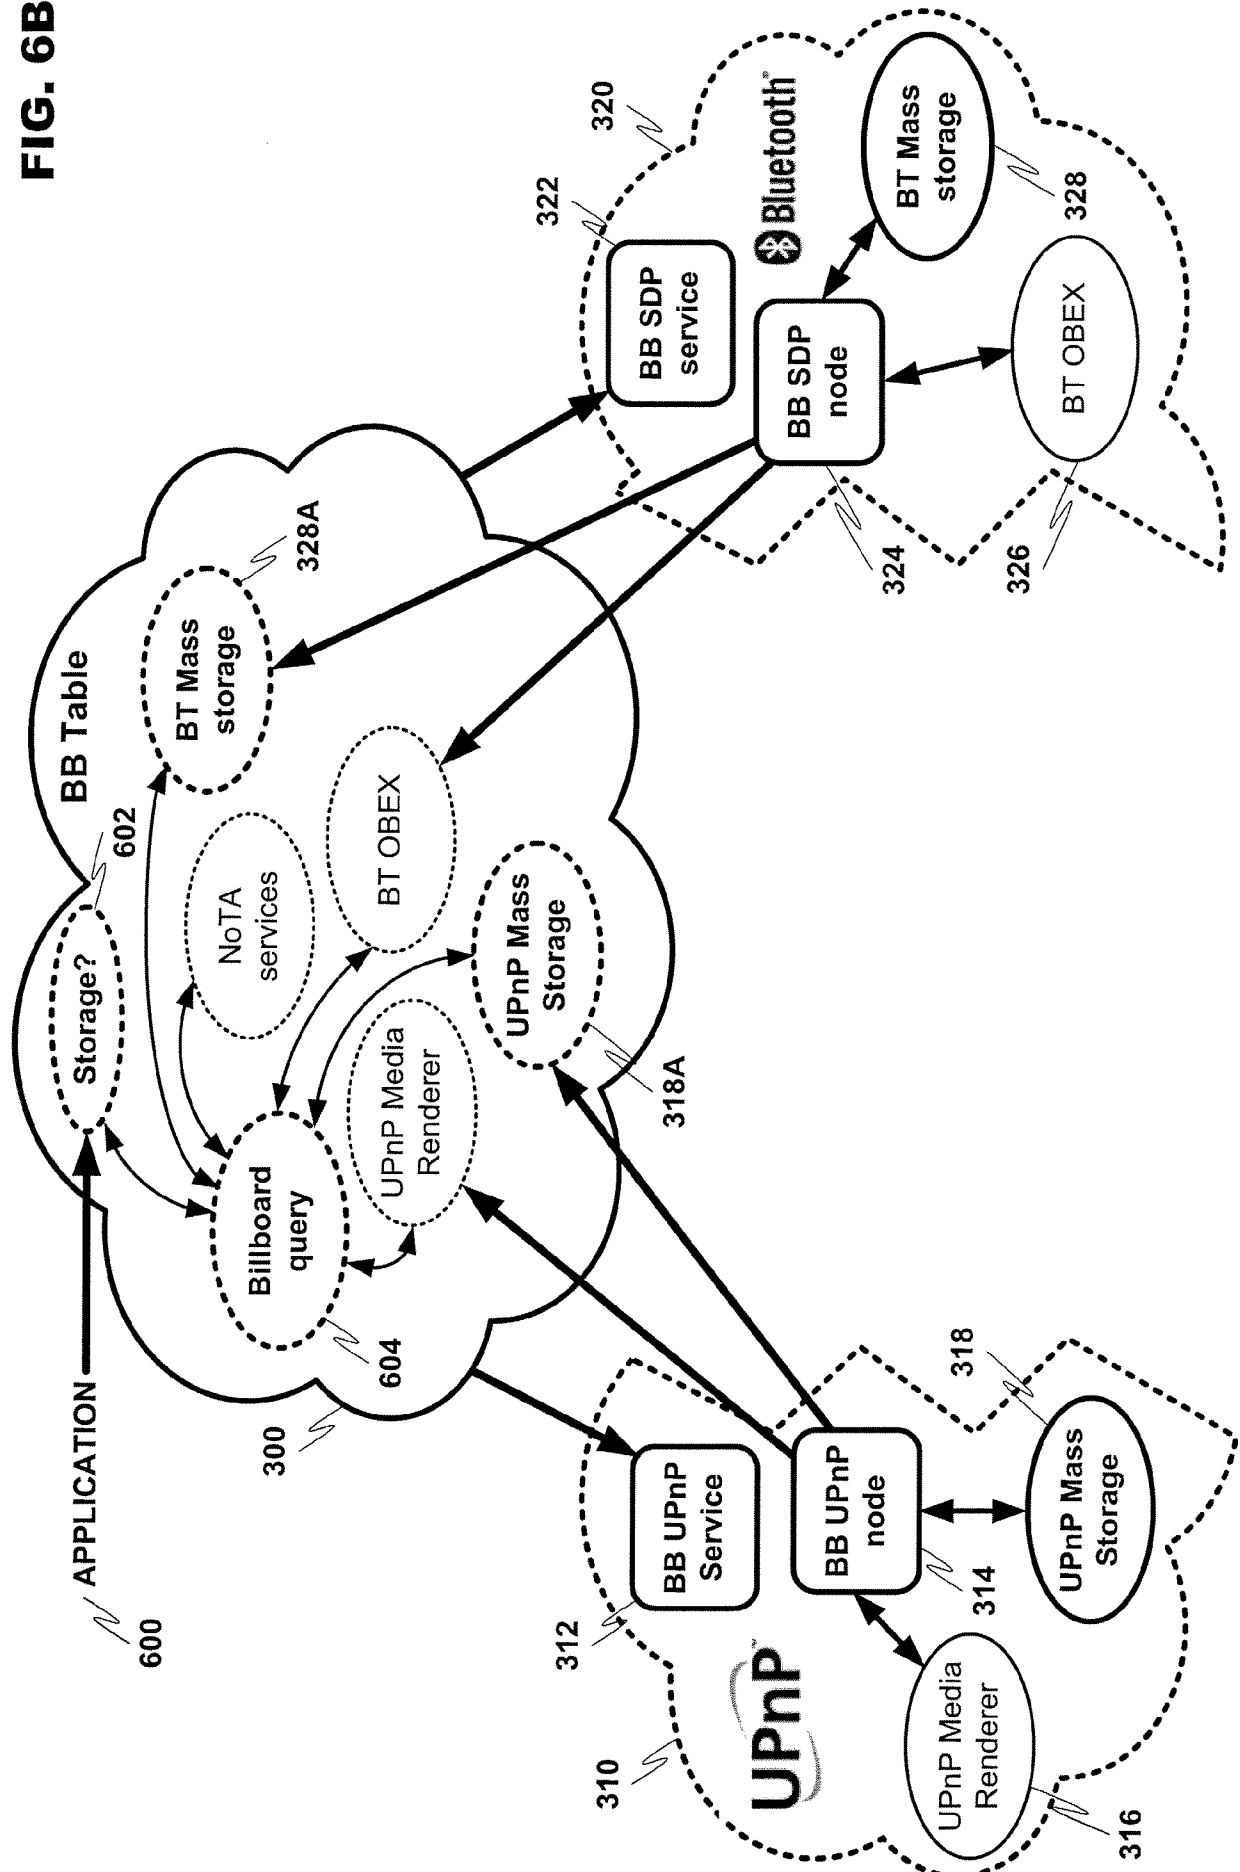 FIG. 6B
600
APPLICATION
Storage?
602
BB Table
300
604
Billboard
query
NoTA
services
BT Mass
storage
328A
UPnP Media
Renderer
BT OBEX
UPnP Mass
Storage
318A
310
312
BB UPnP
Service
UPnP
BB UPnP
node
314
318
UPnP Media
Renderer
316
UPnP Mass
Storage
320
322
BB SDP
service
Bluetooth
BB SDP
node
324
BT Mass
storage
328
BT OBEX
326